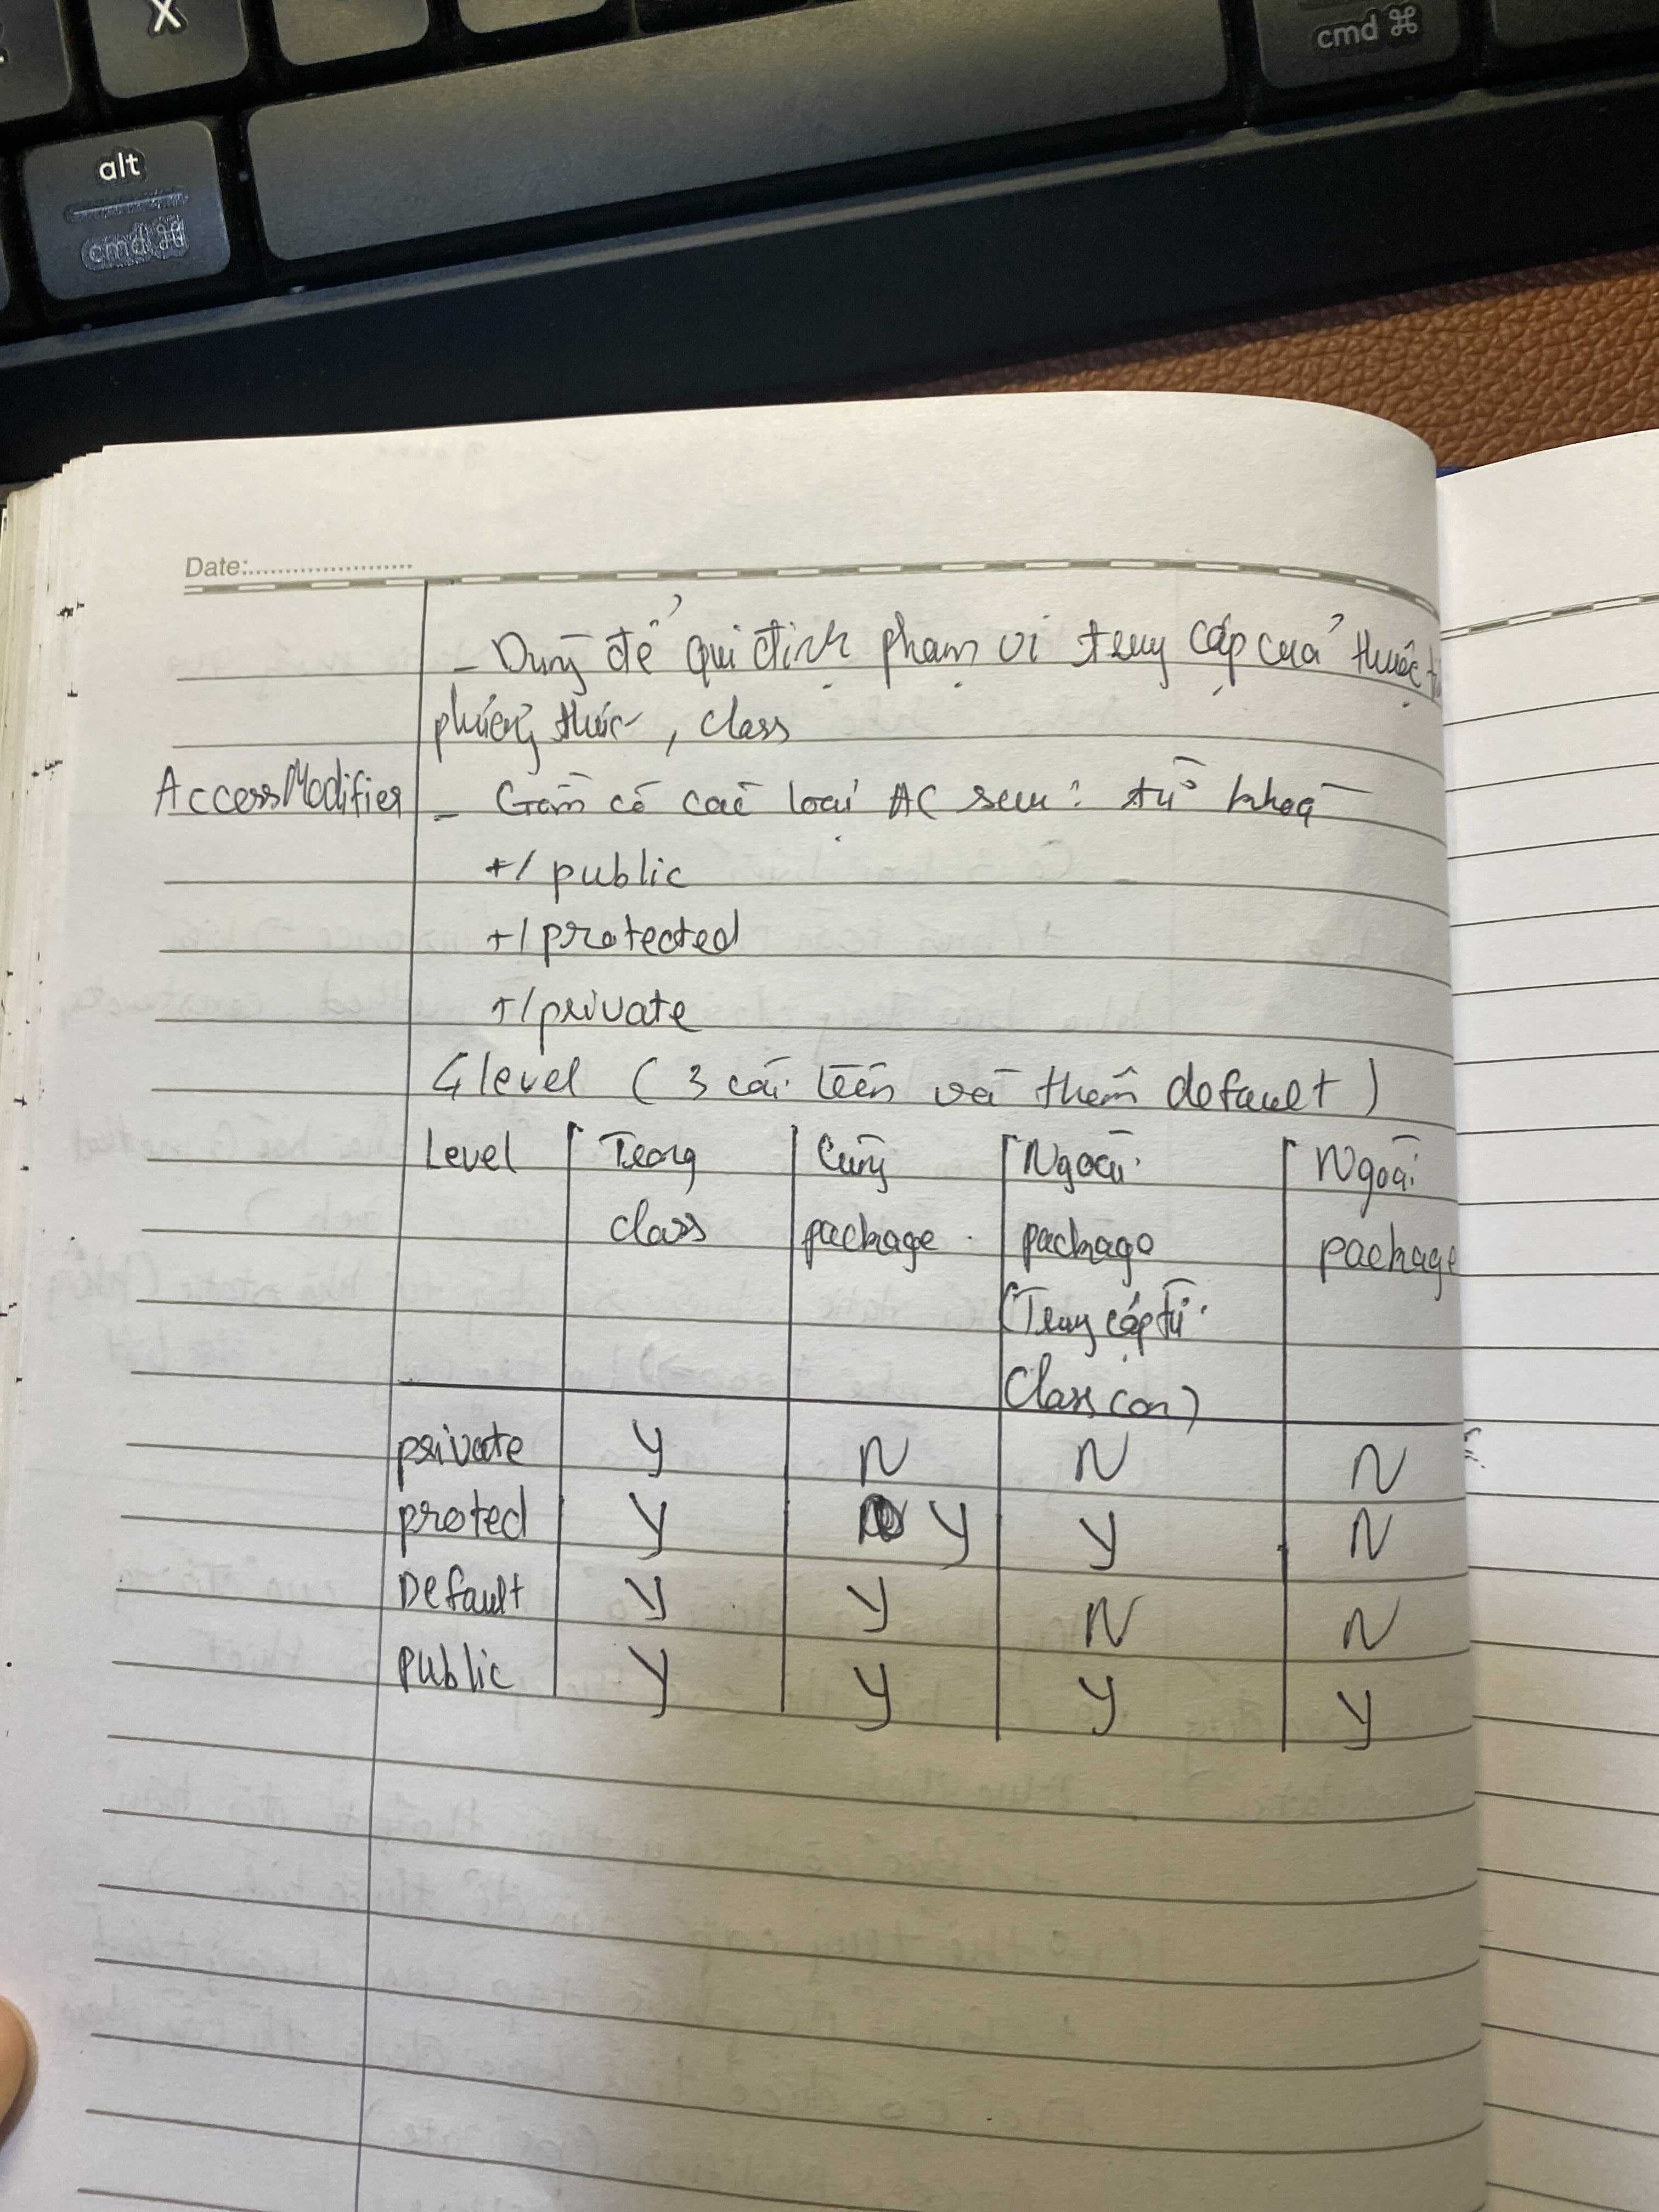 X
cmd ⌘
alt
cmd ⌘
Date:
- Dùng để qui định phạm vi truy cập của thuộc
phương thức, class
Access Modifier
- Gồm có các loại AC sau: từ khoá
+/ public
+/ protected
+/ private
4 level ( 3 cái trên và thêm default )
Level Trong Cùng Ngoài Ngoài
class package package package
(Truy cập từ
Class con)
private Y N N N
proted Y Y Y N
Default Y Y N N
public Y Y Y Y